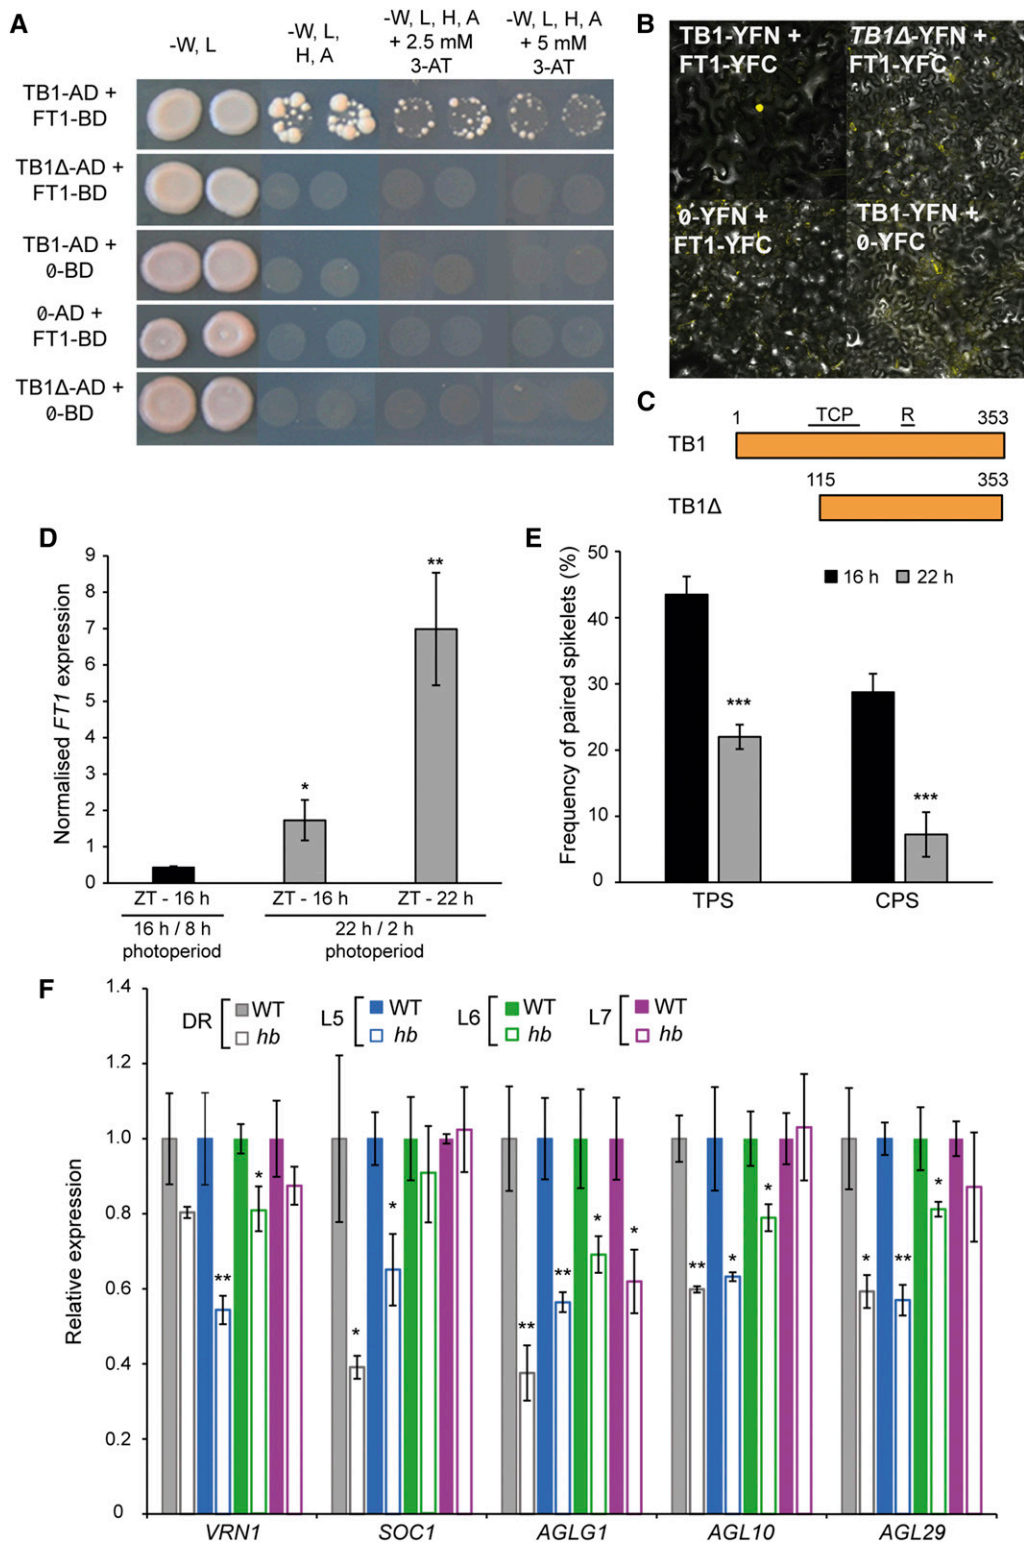 A
-W, L
-W, L,
H, A
-W, L, H, A
+ 2.5 mM
3-AT
-W, L, H, A
+ 5 mM
3-AT
TB1-AD +
FT1-BD
TB1Δ-AD +
FT1-BD
TB1-AD +
0-BD
0-AD +
FT1-BD
TB1Δ-AD +
0-BD
B
TB1-YFN +
FT1-YFC
TB1Δ-YFN +
FT1-YFC
0-YFN +
FT1-YFC
TB1-YFN +
0-YFC
C
1 TCP R 353
TB1
115 353
TB1Δ
D
Normalised FT1 expression
9
8
7
6
5
4
3
2
1
0
*
**
ZT - 16 h
ZT - 16 h
ZT - 22 h
16 h / 8 h
photoperiod
22 h / 2 h
photoperiod
E
Frequency of paired spikelets (%)
50
40
30
20
10
0
16 h
22 h
***
***
TPS
CPS
F
Relative expression
1.4
1.2
1.0
0.8
0.6
0.4
0.2
0
DR WT
hb
L5 WT
hb
L6 WT
hb
L7 WT
hb
**
*
*
*
**
**
*
*
**
*
*
*
**
*
VRN1
SOC1
AGLG1
AGL10
AGL29